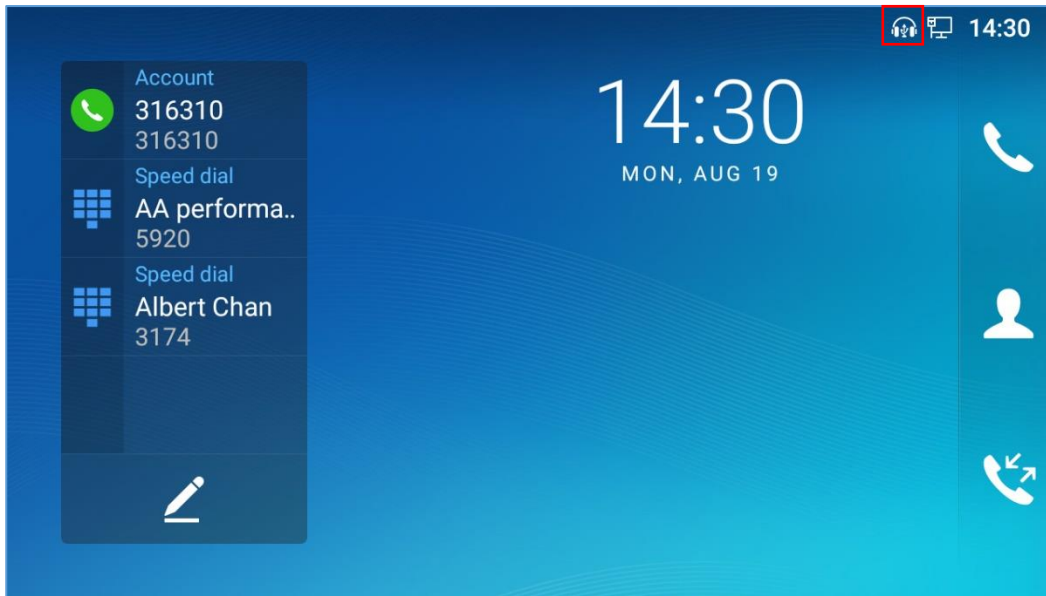 14:30
Account
316310
316310
Speed dial
AA performa..
5920
Speed dial
Albert Chan
3174
14:30
MON, AUG 19